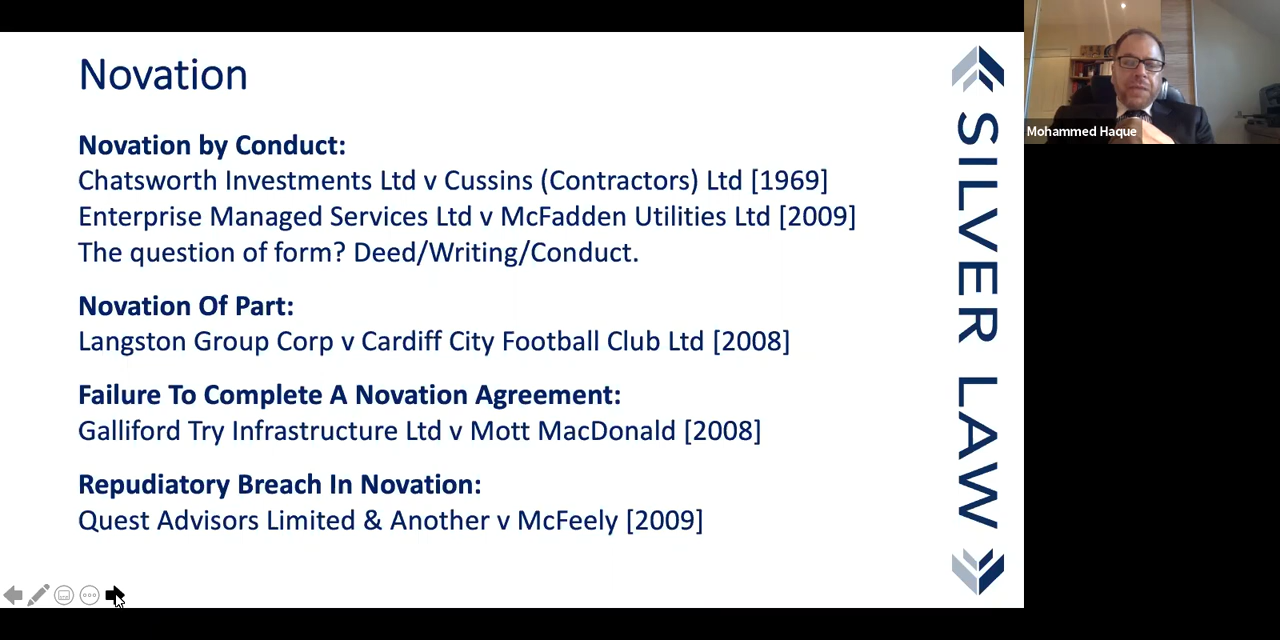 Novation
Novation by Conduct:
Chatsworth Investments Ltd v Cussins (Contractors) Ltd [1969]
Enterprise Managed Services Ltd v McFadden Utilities Ltd [2009]
The question of form? Deed/Writing/Conduct.
Novation Of Part:
Langston Group Corp v Cardiff City Football Club Ltd [2008]
Failure To Complete A Novation Agreement:
Galliford Try Infrastructure Ltd v Mott MacDonald [2008]
Repudiatory Breach In Novation:
Quest Advisors Limited & Another v McFeely [2009]
SILVER LAW
Mohammed Haque